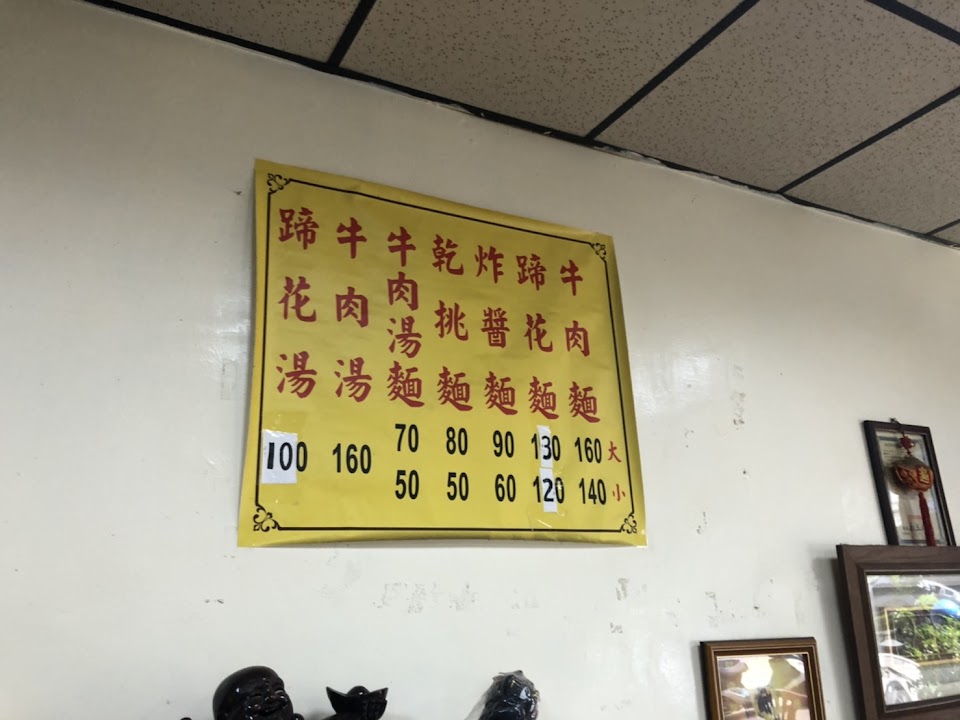 牛肉麵 160 140
蹄花麵 130 120
炸醬麵 90 60
乾挑麵 80 50
牛肉湯麵 70 50
牛肉湯 160
蹄花湯 100
大
小